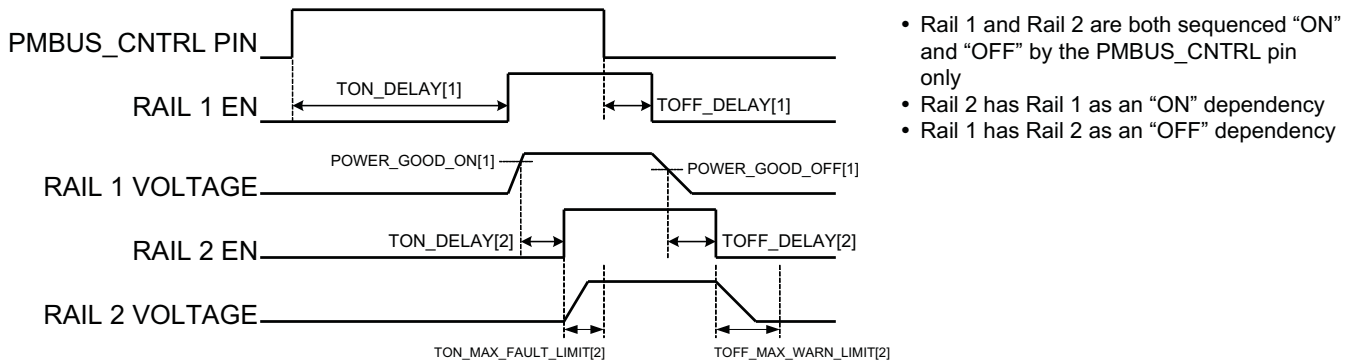 PMBUS_CNTRL PIN
RAIL 1 EN
TON_DELAY[1]
TOFF_DELAY[1]
RAIL 1 VOLTAGE
POWER_GOOD_ON[1]
POWER_GOOD_OFF[1]
RAIL 2 EN
TON_DELAY[2]
TOFF_DELAY[2]
RAIL 2 VOLTAGE
TON_MAX_FAULT_LIMIT[2]
TOFF_MAX_WARN_LIMIT[2]
• Rail 1 and Rail 2 are both sequenced “ON”
and “OFF” by the PMBUS_CNTRL pin
only
• Rail 2 has Rail 1 as an “ON” dependency
• Rail 1 has Rail 2 as an “OFF” dependency